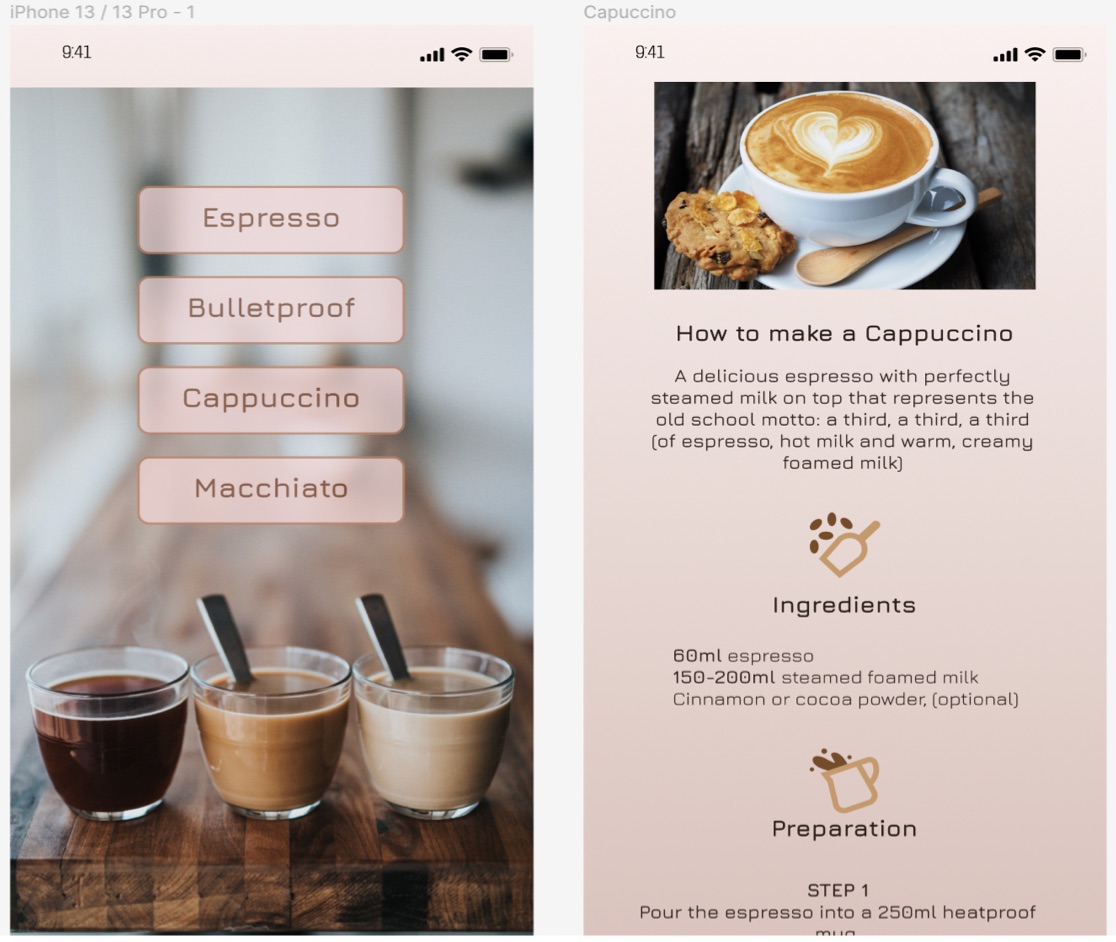 iPhone 13 / 13 Pro - 1
9:41
Espresso
Bulletproof
Cappuccino
Macchiato
Capuccino
9:41
How to make a Cappuccino
A delicious espresso with perfectly
steamed milk on top that represents the
old school motto: a third, a third, a third
(of espresso, hot milk and warm, creamy
foamed milk)
Ingredients
60ml espresso
150-200ml steamed foamed milk
Cinnamon or cocoa powder, (optional)
Preparation
STEP 1
Pour the espresso into a 250ml heatproof
mug